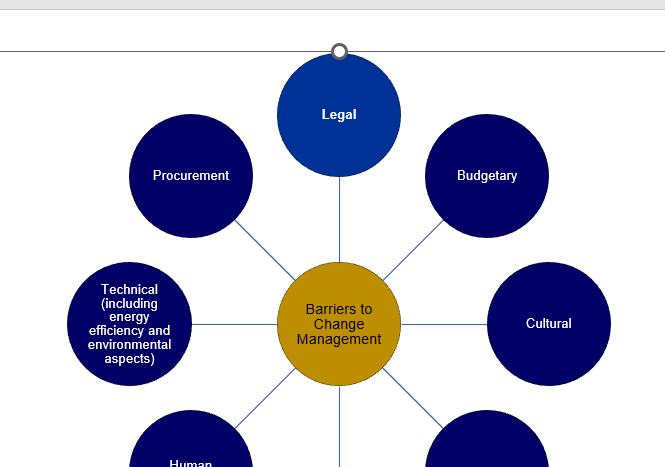 Legal
Procurement
Budgetary
Technical
(including
energy
efficiency and
environmental
aspects)
Barriers to
Change
Management
Cultural
Human